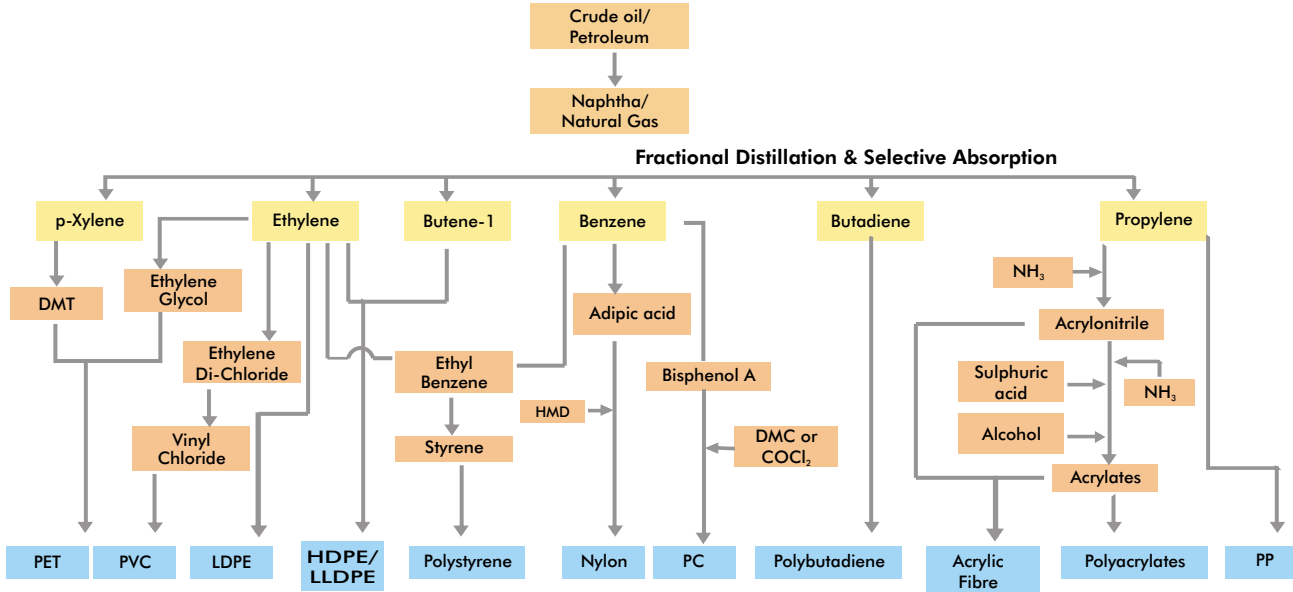 Crude oil/
Petroleum
Naphtha/
Natural Gas
Fractional Distillation & Selective Absorption
p-Xylene
Ethylene
Butene-1
Benzene
Butadiene
Propylene
DMT
Ethylene
Glycol
Adipic acid
NH₃
Acrylonitrile
Ethylene
Di-Chloride
Ethyl
Benzene
Bisphenol A
Sulphuric
acid
NH₃
HMD
Vinyl
Chloride
Styrene
DMC or
COCl₂
Alcohol
Acrylates
PET
PVC
LDPE
HDPE/
LLDPE
Polystyrene
Nylon
PC
Polybutadiene
Acrylic
Fibre
Polyacrylates
PP